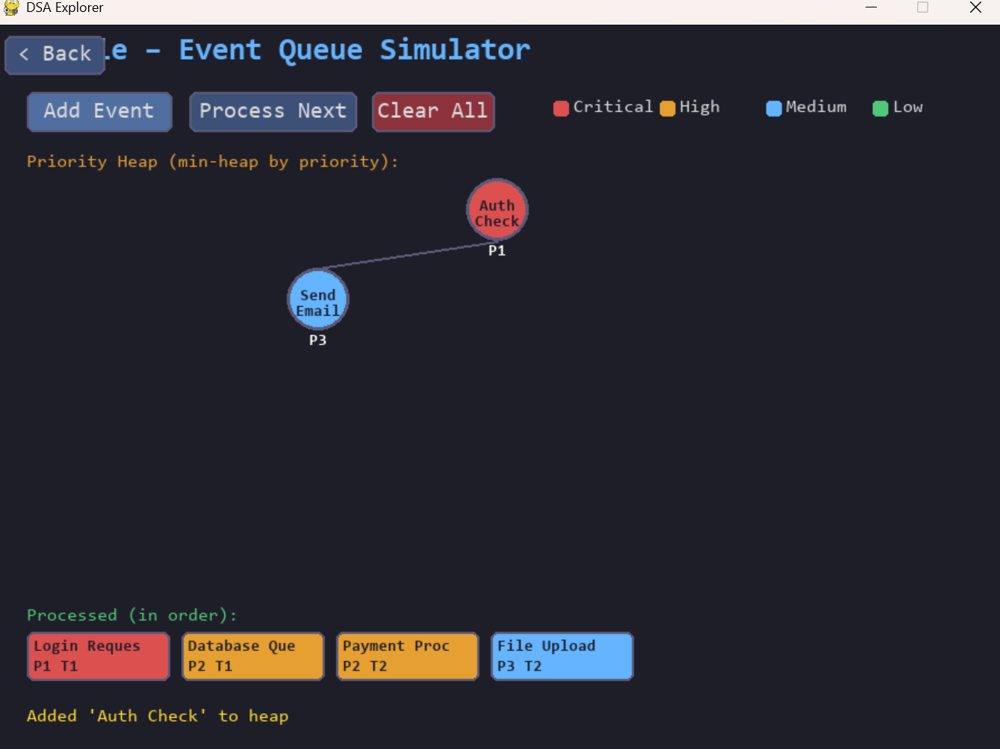 DSA Explorer
< Back
le – Event Queue Simulator
Add Event Process Next Clear All Critical High Medium Low
Priority Heap (min-heap by priority):
Auth
Check
P1
Send
Email
P3
Processed (in order):
Login Reques Database Que Payment Proc File Upload
P1 T1 P2 T1 P2 T2 P3 T2
Added 'Auth Check' to heap